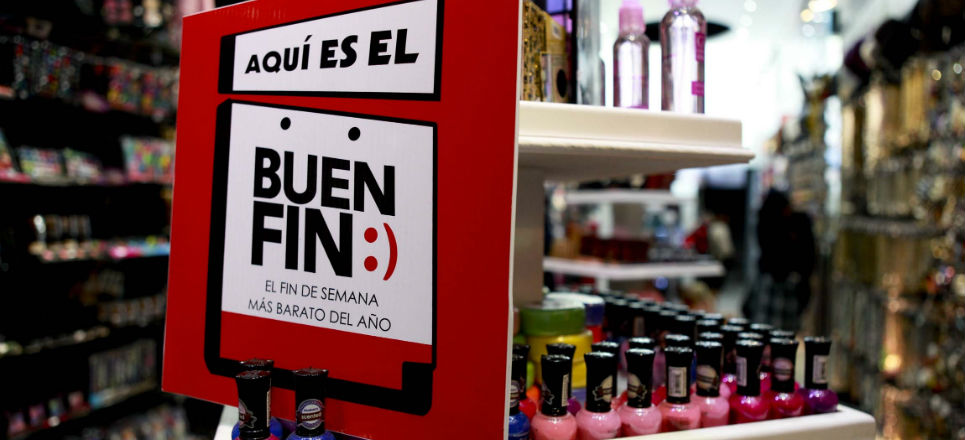 AQUÍ ES EL
BUEN
FIN:)
EL FIN DE SEMANA
MÁS BARATO DEL AÑO